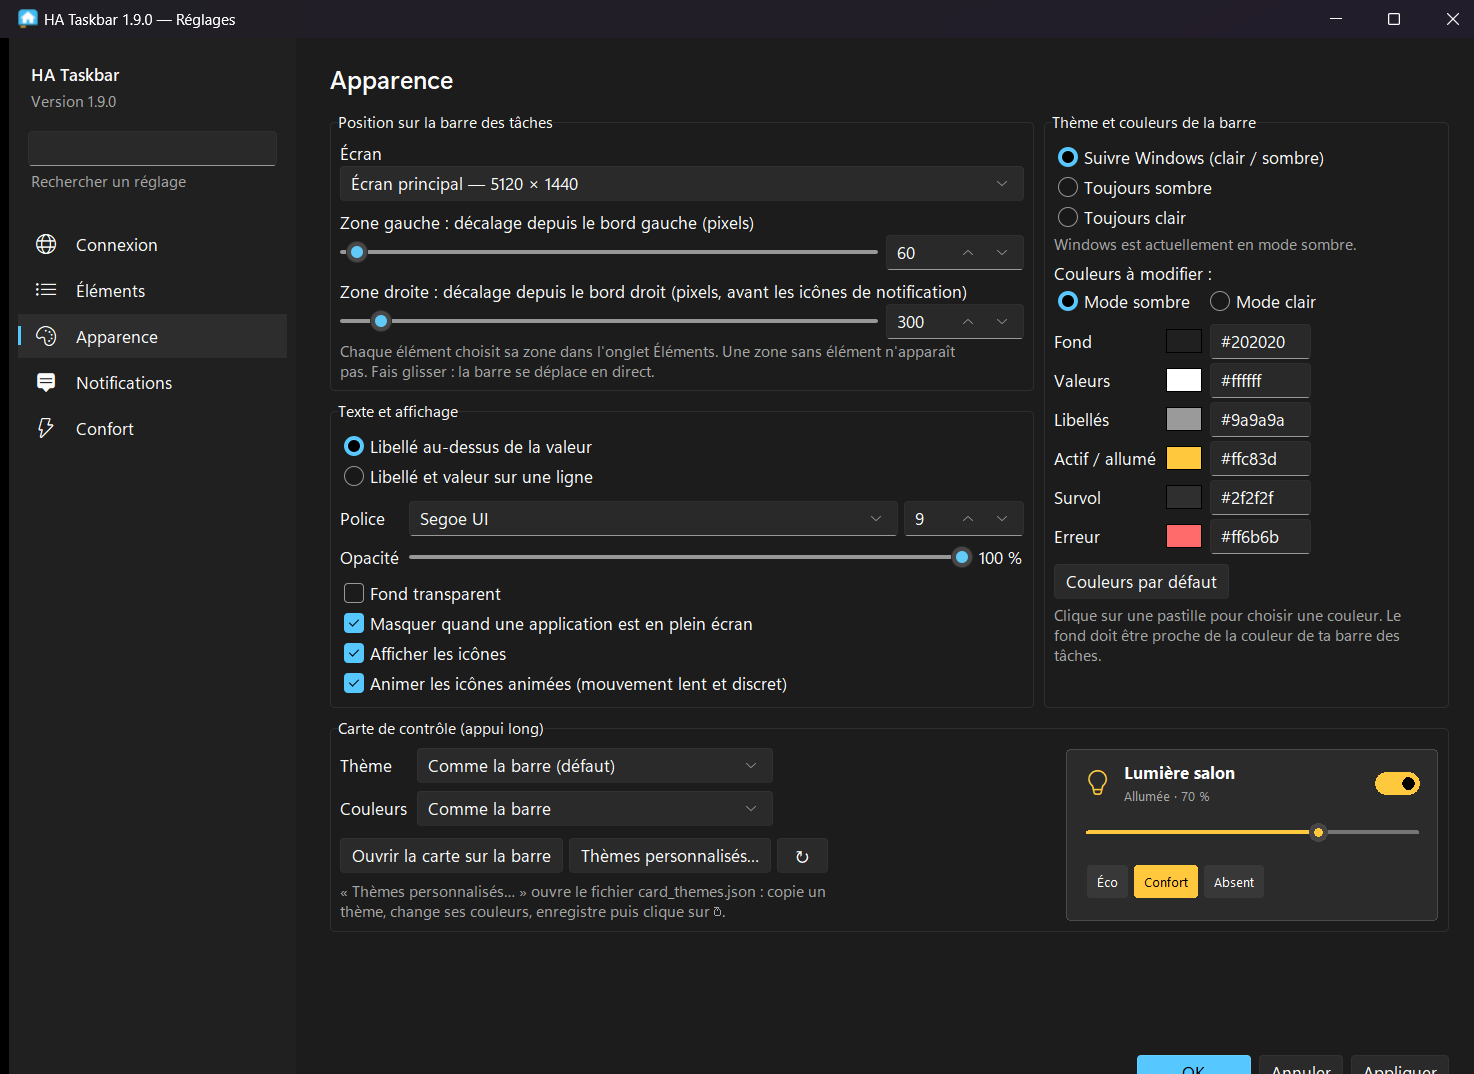 HA Taskbar 1.9.0 — Réglages
HA Taskbar
Version 1.9.0
Rechercher un réglage
Connexion
Éléments
Apparence
Notifications
Confort
Apparence
Position sur la barre des tâches
Écran
Écran principal — 5120 × 1440
Zone gauche : décalage depuis le bord gauche (pixels)
60
Zone droite : décalage depuis le bord droit (pixels, avant les icônes de notification)
300
Chaque élément choisit sa zone dans l'onglet Éléments. Une zone sans élément n'apparaît
pas. Fais glisser : la barre se déplace en direct.
Texte et affichage
Libellé au-dessus de la valeur
Libellé et valeur sur une ligne
Police
Segoe UI
9
Opacité
100 %
Fond transparent
Masquer quand une application est en plein écran
Afficher les icônes
Animer les icônes animées (mouvement lent et discret)
Thème et couleurs de la barre
Suivre Windows (clair / sombre)
Toujours sombre
Toujours clair
Windows est actuellement en mode sombre.
Couleurs à modifier :
Mode sombre
Mode clair
Fond
#202020
Valeurs
#ffffff
Libellés
#9a9a9a
Actif / allumé
#ffc83d
Survol
#2f2f2f
Erreur
#ff6b6b
Couleurs par défaut
Clique sur une pastille pour choisir une couleur. Le
fond doit être proche de la couleur de ta barre des
tâches.
Carte de contrôle (appui long)
Thème
Comme la barre (défaut)
Couleurs
Comme la barre
Ouvrir la carte sur la barre
Thèmes personnalisés...
↻
« Thèmes personnalisés... » ouvre le fichier card_themes.json : copie un
thème, change ses couleurs, enregistre puis clique sur ↻.
Lumière salon
Allumée · 70 %
Éco
Confort
Absent
OK
Annuler
Appliquer